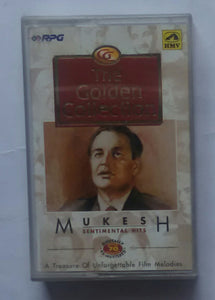 RPG
HMV
The
Golden
Collection
MUKESH
SENTIMENTAL HITS
A Treasure Of Unforgettable Film Melodies